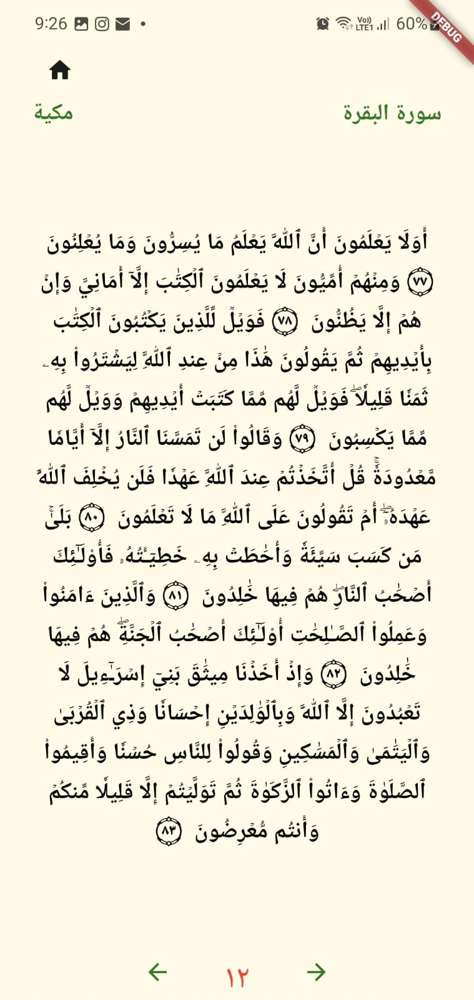 9:26
Vo)) LTE1 60%
DEBUG
سورة البقرة
مكية
أَوَلَا يَعۡلَمُونَ أَنَّ ٱللَّهَ يَعۡلَمُ مَا يُسِرُّونَ وَمَا يُعۡلِنُونَ
٧٧ وَمِنۡهُمۡ أُمِّيُّونَ لَا يَعۡلَمُونَ ٱلۡكِتَٰبَ إِلَّآ أَمَانِيَّ وَإِنۡ
هُمۡ إِلَّا يَظُنُّونَ ٧٨ فَوَيۡلٞ لِّلَّذِينَ يَكۡتُبُونَ ٱلۡكِتَٰبَ
بِأَيۡدِيهِمۡ ثُمَّ يَقُولُونَ هَٰذَا مِنۡ عِندِ ٱللَّهِ لِيَشۡتَرُواْ بِهِۦ
ثَمَنٗا قَلِيلٗاۖ فَوَيۡلٞ لَّهُم مِّمَّا كَتَبَتۡ أَيۡدِيهِمۡ وَوَيۡلٞ لَّهُم
مِّمَّا يَكۡسِبُونَ ٧٩ وَقَالُواْ لَن تَمَسَّنَا ٱلنَّارُ إِلَّآ أَيَّامٗا
مَّعۡدُودَةٗۚ قُلۡ أَتَّخَذۡتُمۡ عِندَ ٱللَّهِ عَهۡدٗا فَلَن يُخۡلِفَ ٱللَّهُ
عَهۡدَهُۥٓۖ أَمۡ تَقُولُونَ عَلَى ٱللَّهِ مَا لَا تَعۡلَمُونَ ٨٠ بَلَىٰۚ
مَن كَسَبَ سَيِّئَةٗ وَأَحَٰطَتۡ بِهِۦ خَطِيٓـَٔتُهُۥ فَأُوْلَٰٓئِكَ
أَصۡحَٰبُ ٱلنَّارِۖ هُمۡ فِيهَا خَٰلِدُونَ ٨١ وَٱلَّذِينَ ءَامَنُواْ
وَعَمِلُواْ ٱلصَّٰلِحَٰتِ أُوْلَٰٓئِكَ أَصۡحَٰبُ ٱلۡجَنَّةِۖ هُمۡ فِيهَا
خَٰلِدُونَ ٨٢ وَإِذۡ أَخَذۡنَا مِيثَٰقَ بَنِيٓ إِسۡرَـٰٓءِيلَ لَا
تَعۡبُدُونَ إِلَّا ٱللَّهَ وَبِٱلۡوَٰلِدَيۡنِ إِحۡسَانٗا وَذِي ٱلۡقُرۡبَىٰ
وَٱلۡيَتَٰمَىٰ وَٱلۡمَسَٰكِينِ وَقُولُواْ لِلنَّاسِ حُسۡنٗا وَأَقِيمُواْ
ٱلصَّلَوٰةَ وَءَاتُواْ ٱلزَّكَوٰةَ ثُمَّ تَوَلَّيۡتُمۡ إِلَّا قَلِيلٗا مِّنكُمۡ
وَأَنتُم مُّعۡرِضُونَ ٨٣
١٢